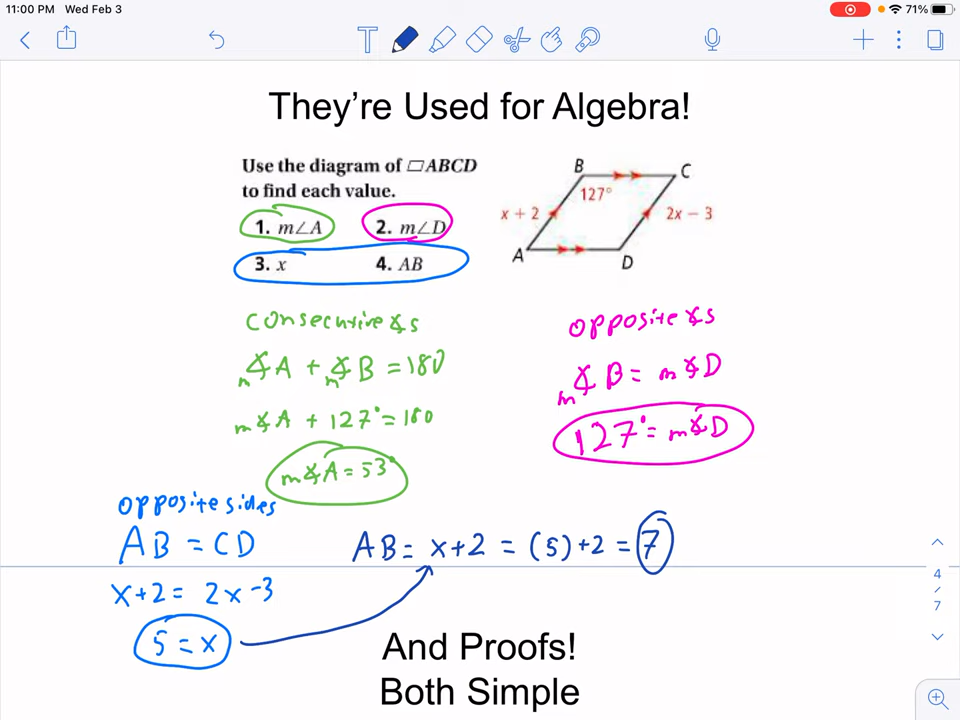 11:00 PM Wed Feb 3 71%
They're Used for Algebra!
Use the diagram of ▱ABCD
to find each value.
1. m∠A 2. m∠D
3. x 4. AB
B C
127°
x + 2 2x − 3
A D
consecutive ∡s
m∡A + m∡B = 180
m∡A + 127° = 180
m∡A = 53°
opposite ∡s
m∡B = m∡D
127° = m∡D
opposite sides
AB = CD
x+2 = 2x -3
5 = x
AB = x+2 = (5)+2 = 7
And Proofs!
Both Simple
4
/
7